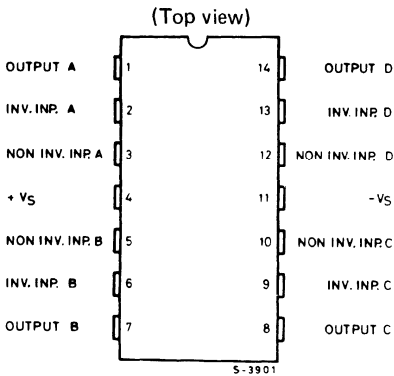 (Top view)
OUTPUT A 1 14 OUTPUT D
INV. INP. A 2 13 INV. INP. D
NON INV. INP. A 3 12 NON INV. INP. D
+ VS 4 11 -VS
NON INV. INP. B 5 10 NON INV. INP. C
INV. INP. B 6 9 INV. INP. C
OUTPUT B 7 8 OUTPUT C
S-3901